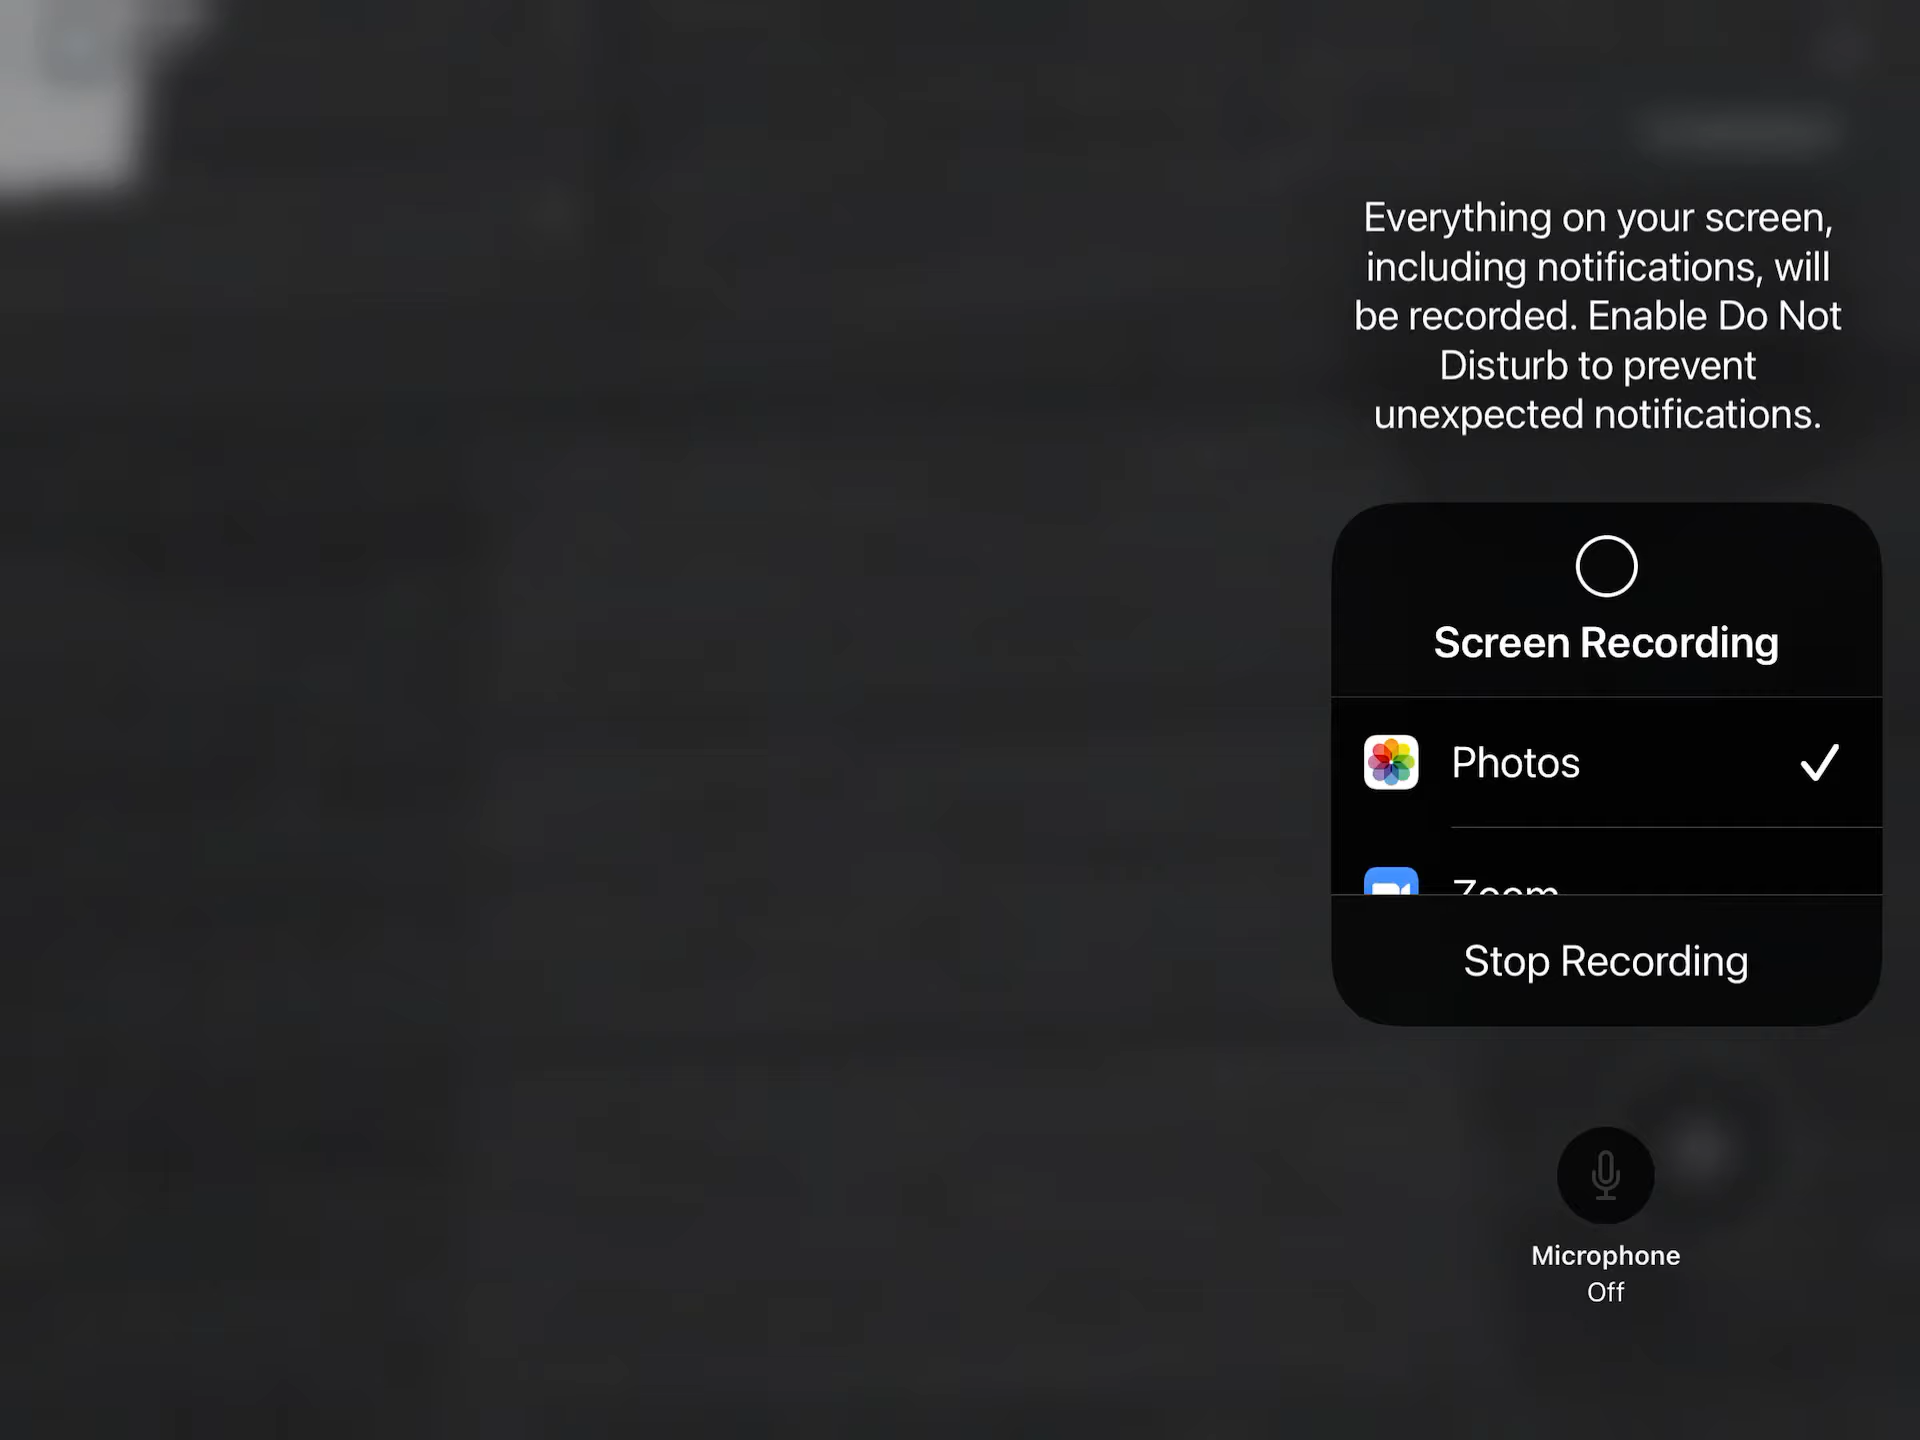 Everything on your screen,
including notifications, will
be recorded. Enable Do Not
Disturb to prevent
unexpected notifications.
Screen Recording
Photos
Zoom
Stop Recording
Microphone
Off